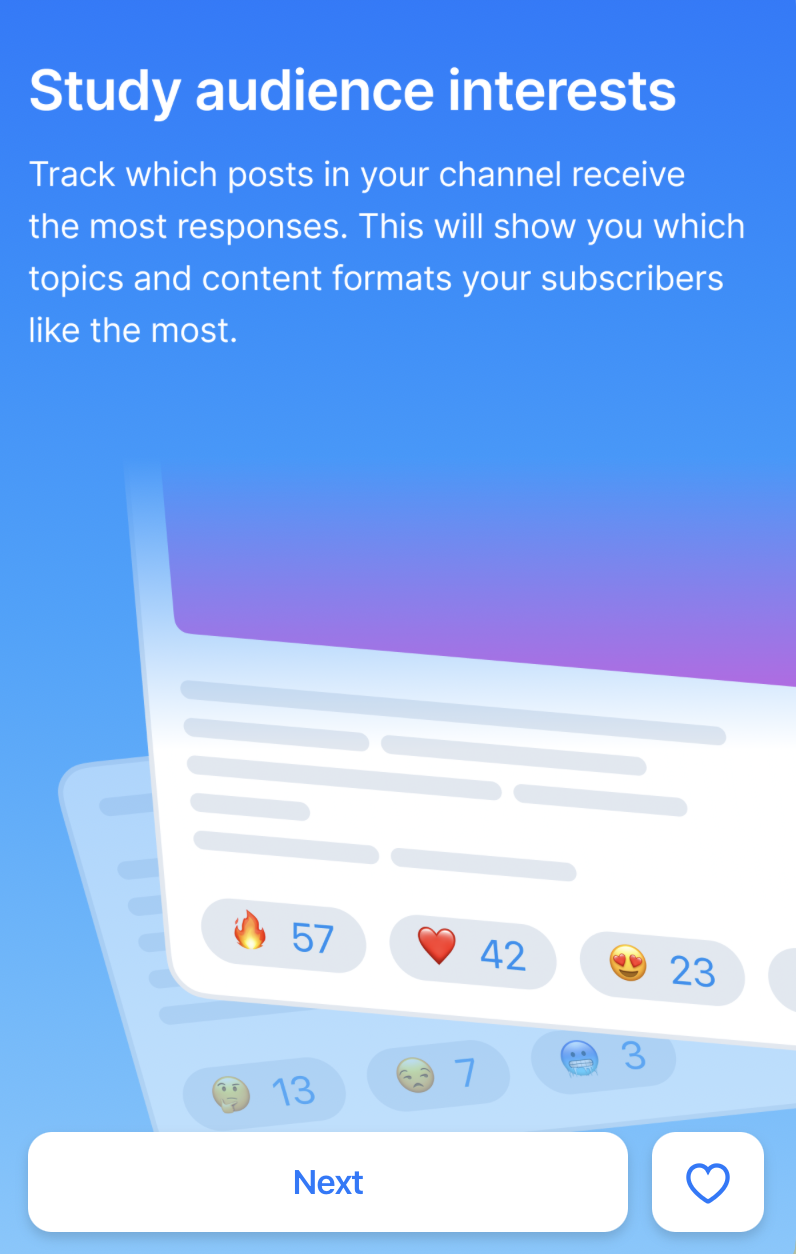 Study audience interests
Track which posts in your channel receive
the most responses. This will show you which
topics and content formats your subscribers
like the most.
🔥 57 ❤️ 42 😍 23
🤔 13 😒 7 🥶 3
Next